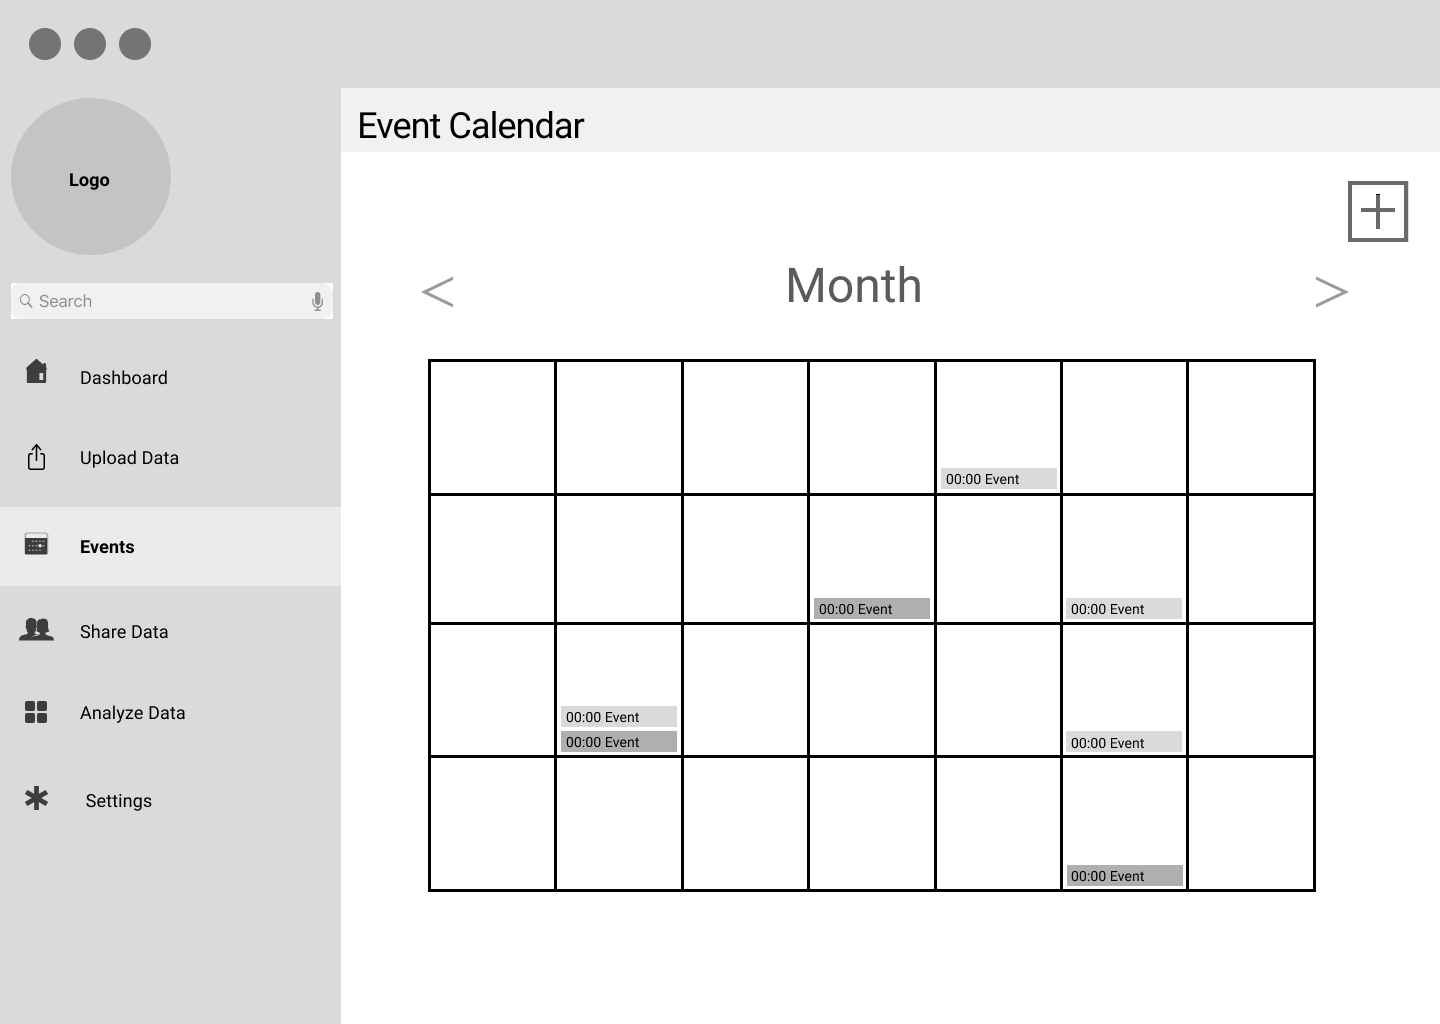 Event Calendar
Logo
Search
Dashboard
Upload Data
Events
Share Data
Analyze Data
Settings
< Month >
00:00 Event
00:00 Event
00:00 Event
00:00 Event
00:00 Event
00:00 Event
00:00 Event